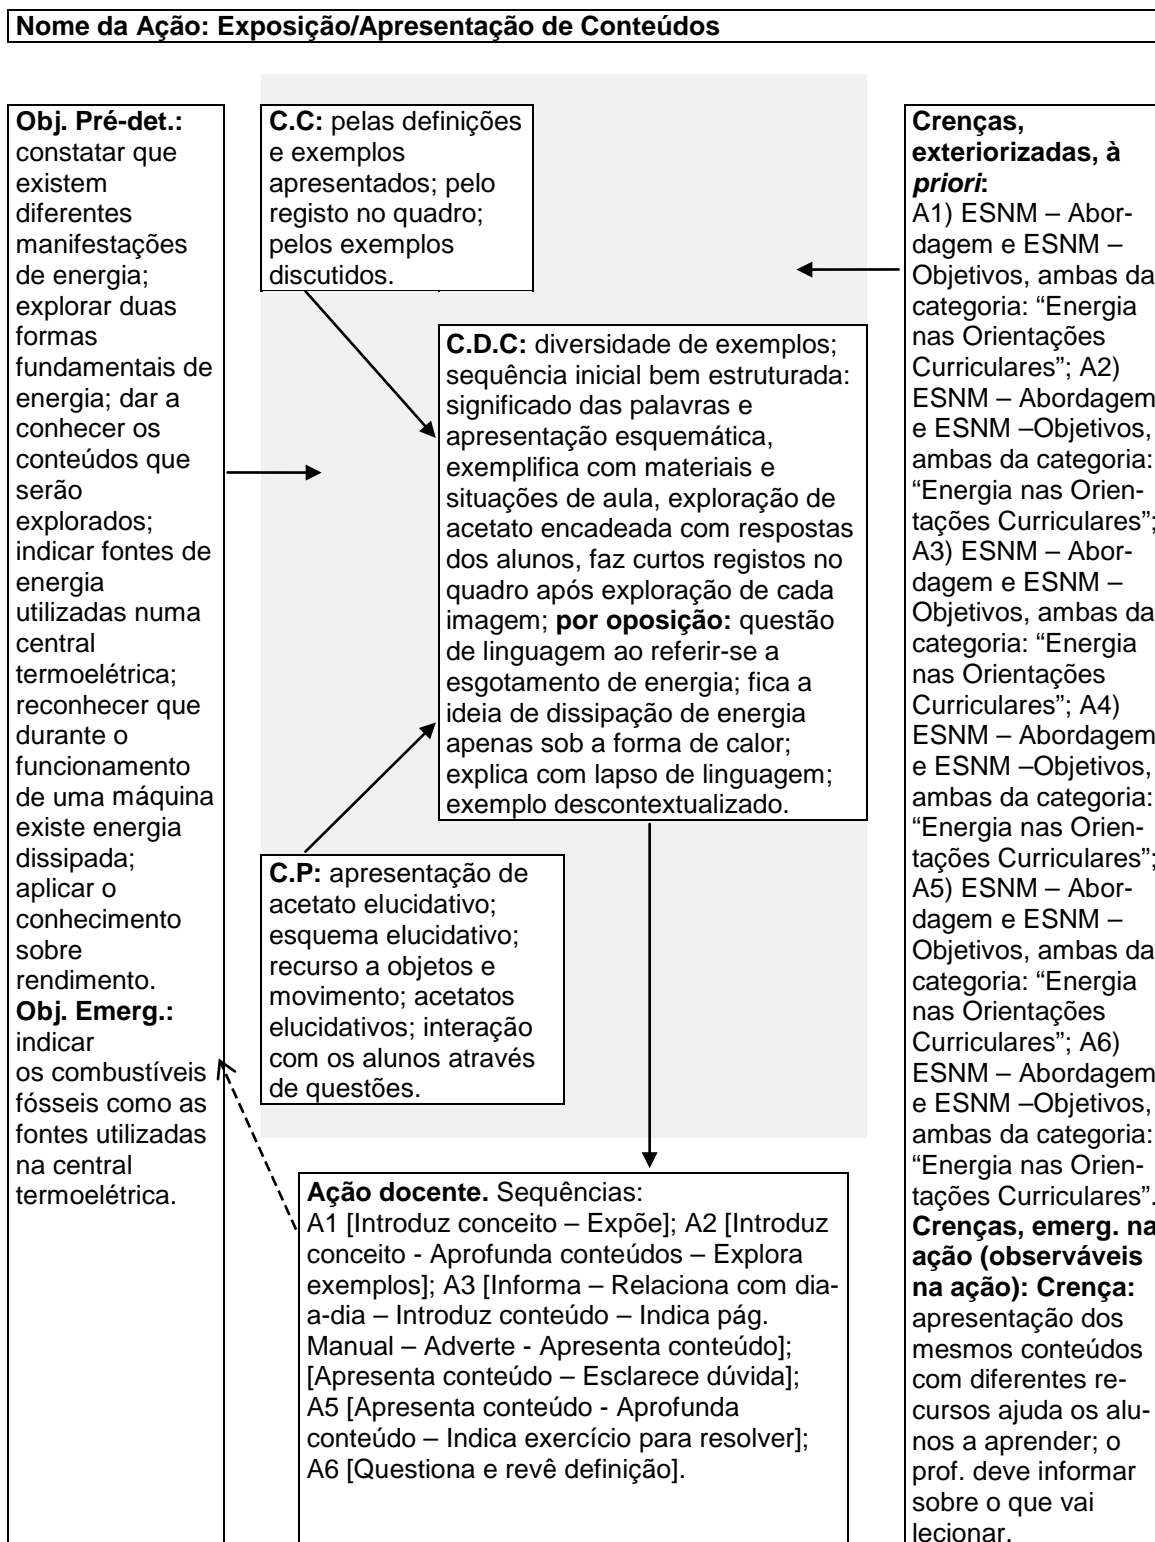 Nome da Ação: Exposição/Apresentação de Conteúdos
Obj. Pré-det.:
constatar que
existem
diferentes
manifestações
de energia;
explorar duas
formas
fundamentais de
energia; dar a
conhecer os
conteúdos que
serão
explorados;
indicar fontes de
energia
utilizadas numa
central
termoelétrica;
reconhecer que
durante o
funcionamento
de uma máquina
existe energia
dissipada;
aplicar o
conhecimento
sobre
rendimento.
Obj. Emerg.:
indicar
os combustíveis
fósseis como as
fontes utilizadas
na central
termoelétrica.
C.C: pelas definições
e exemplos
apresentados; pelo
registo no quadro;
pelos exemplos
discutidos.
C.D.C: diversidade de exemplos;
sequência inicial bem estruturada:
significado das palavras e
apresentação esquemática,
exemplifica com materiais e
situações de aula, exploração de
acetato encadeada com respostas
dos alunos, faz curtos registos no
quadro após exploração de cada
imagem; por oposição: questão
de linguagem ao referir-se a
esgotamento de energia; fica a
ideia de dissipação de energia
apenas sob a forma de calor;
explica com lapso de linguagem;
exemplo descontextualizado.
C.P: apresentação de
acetato elucidativo;
esquema elucidativo;
recurso a objetos e
movimento; acetatos
elucidativos; interação
com os alunos através
de questões.
Ação docente. Sequências:
A1 [Introduz conceito – Expõe]; A2 [Introduz
conceito - Aprofunda conteúdos – Explora
exemplos]; A3 [Informa – Relaciona com dia-
a-dia – Introduz conteúdo – Indica pág.
Manual – Adverte - Apresenta conteúdo];
[Apresenta conteúdo – Esclarece dúvida];
A5 [Apresenta conteúdo - Aprofunda
conteúdo – Indica exercício para resolver];
A6 [Questiona e revê definição].
Crenças,
exteriorizadas, à
priori:
A1) ESNM – Abor-
dagem e ESNM –
Objetivos, ambas da
categoria: “Energia
nas Orientações
Curriculares”; A2)
ESNM – Abordagem
e ESNM –Objetivos,
ambas da categoria:
“Energia nas Orien-
tações Curriculares”;
A3) ESNM – Abor-
dagem e ESNM –
Objetivos, ambas da
categoria: “Energia
nas Orientações
Curriculares”; A4)
ESNM – Abordagem
e ESNM –Objetivos,
ambas da categoria:
“Energia nas Orien-
tações Curriculares”;
A5) ESNM – Abor-
dagem e ESNM –
Objetivos, ambas da
categoria: “Energia
nas Orientações
Curriculares”; A6)
ESNM – Abordagem
e ESNM –Objetivos,
ambas da categoria:
“Energia nas Orien-
tações Curriculares”.
Crenças, emerg. na
ação (observáveis
na ação): Crença:
apresentação dos
mesmos conteúdos
com diferentes re-
cursos ajuda os alu-
nos a aprender; o
prof. deve informar
sobre o que vai
lecionar.